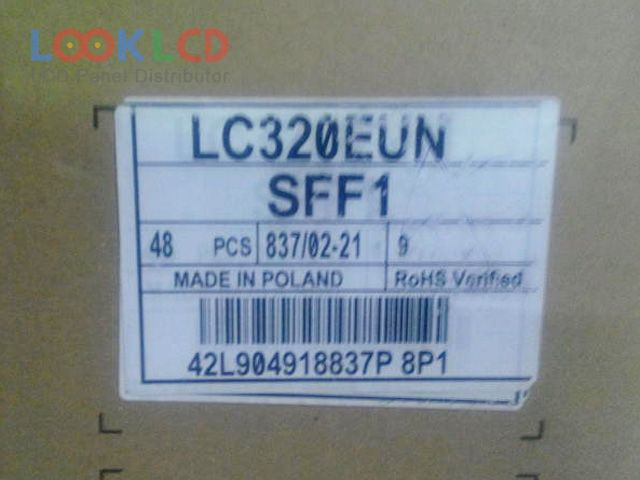 LOOKLCD
LCD Panel Distributor
LC320EUN
SFF1
48 PCS 837/02-21 9
MADE IN POLAND RoHS Verified
42L904918837P 8P1